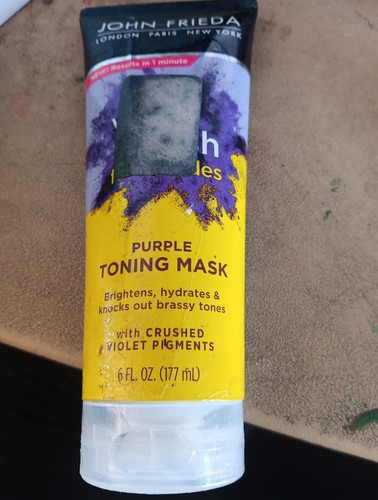 JOHN FRIEDA
LONDON PARIS NEW YORK
NEW! Results in 1 minute
PURPLE
TONING MASK
Brightens, hydrates &
knocks out brassy tones
with CRUSHED
VIOLET PIGMENTS
6 FL. OZ. (177 mL)